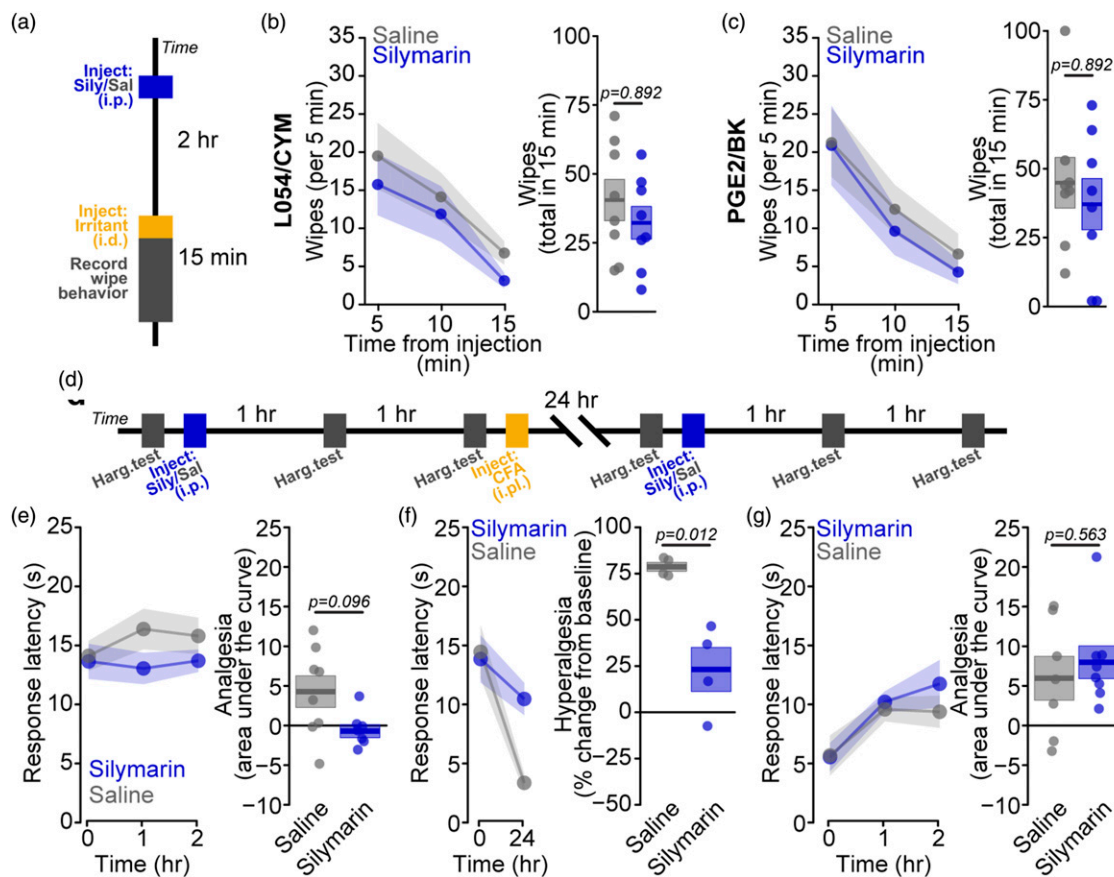 (a)
Time
Inject:
Sily/Sal
(i.p.)
2 hr
Inject:
Irritant
(i.d.)
Record
wipe
behavior
15 min
(b)
L054/CYM
Saline
Silymarin
Wipes (per 5 min)
35
30
25
20
15
10
5
0
5 10 15
Time from injection
(min)
Wipes
(total in 15 min)
100
75
50
25
0
p=0.892
(c)
PGE2/BK
Saline
Silymarin
Wipes (per 5 min)
35
30
25
20
15
10
5
0
5 10 15
Time from injection
(min)
Wipes
(total in 15 min)
100
75
50
25
0
p=0.892
(d)
Time
1 hr
1 hr
24 hr
1 hr
1 hr
Harg.test
Inject:
Sily/Sal
(i.p.)
Harg.test
Harg.test
Inject:
CFA
(i.pl.)
Harg.test
Inject:
Sily/Sal
(i.p.)
Harg.test
Harg.test
(e)
Response latency (s)
25
20
15
10
5
0
Silymarin
Saline
0 1 2
Time (hr)
Analgesia
(area under the curve)
25
20
15
10
5
0
−5
−10
p=0.096
Saline
Silymarin
(f)
Response latency (s)
25
20
15
10
5
0
Silymarin
Saline
0 24
Time (hr)
Hyperalgesia
(% change from baseline)
100
75
50
25
0
−25
−50
p=0.012
Saline
Silymarin
(g)
Response latency (s)
25
20
15
10
5
0
Silymarin
Saline
0 1 2
Time (hr)
Analgesia
(area under the curve)
25
20
15
10
5
0
−5
−10
p=0.563
Saline
Silymarin